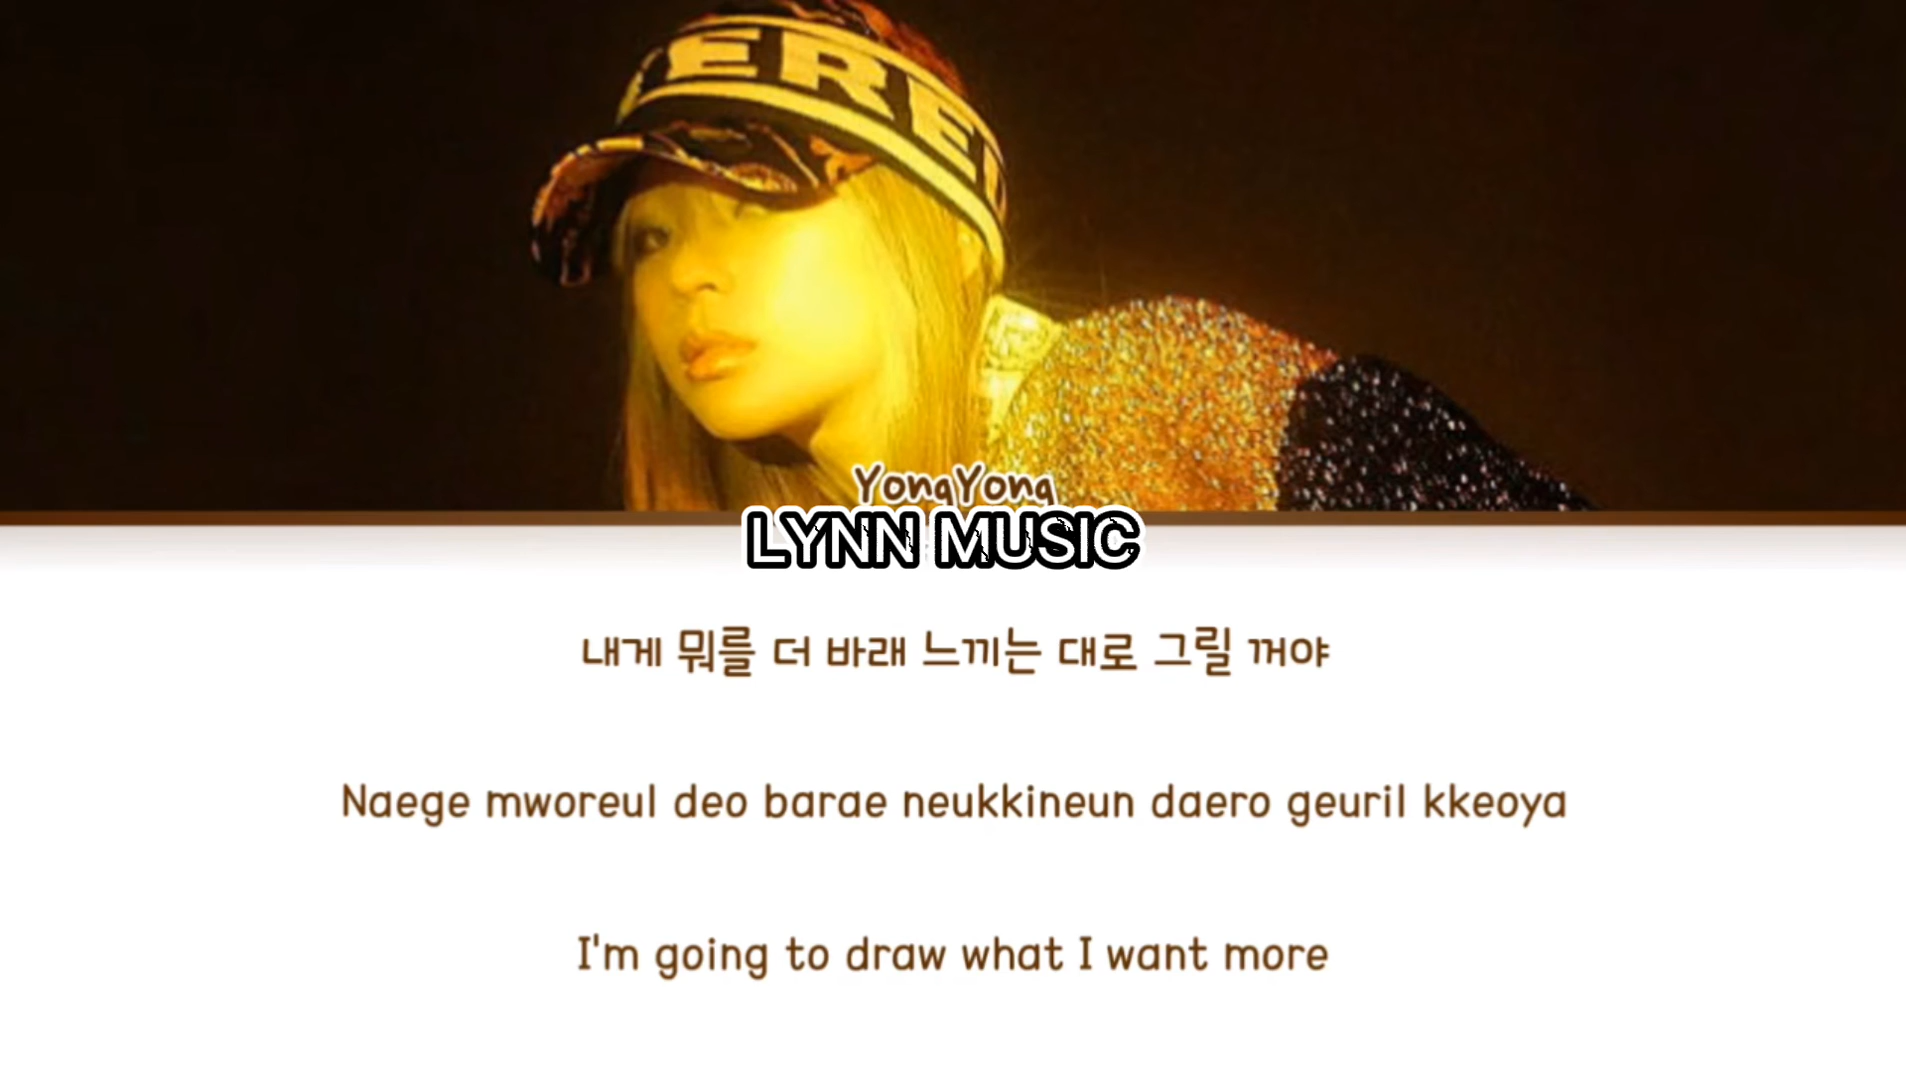 EREI
YongYong
LYNN MUSIC
내게 뭐를 더 바래 느끼는 대로 그릴 꺼야
Naege mworeul deo barae neukkineun daero geuril kkeoya
I'm going to draw what I want more